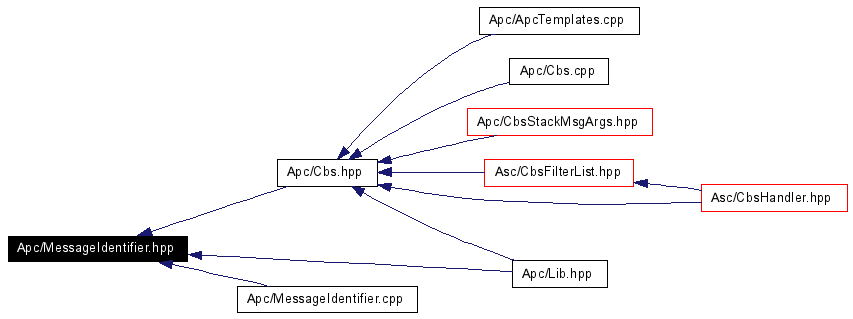 Apc/ApcTemplates.cpp
Apc/Cbs.cpp
Apc/CbsStackMsgArgs.hpp
Apc/Cbs.hpp
Asc/CbsFilterList.hpp
Asc/CbsHandler.hpp
Apc/MessageIdentifier.hpp
Apc/Lib.hpp
Apc/MessageIdentifier.cpp